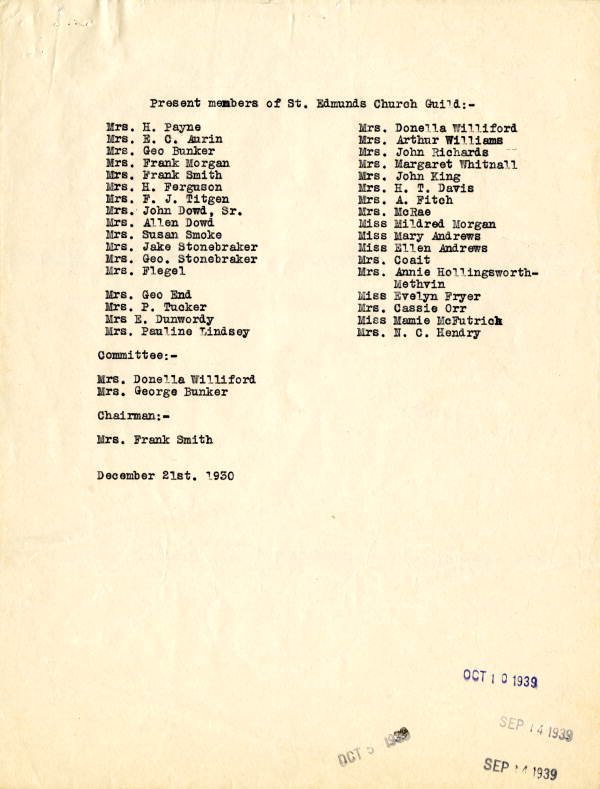 Present members of St. Edmunds Church Guild:-
Mrs. H. Payne
Mrs. E. C. Aurin
Mrs. Geo Bunker
Mrs. Frank Morgan
Mrs. Frank Smith
Mrs. H. Ferguson
Mrs. F. J. Titgen
Mrs. John Dowd, Sr.
Mrs. Allen Dowd
Mrs. Susan Smoke
Mrs. Jake Stonebraker
Mrs. Geo. Stonebraker
Mrs. Flegel
Mrs. Geo End
Mrs. P. Tucker
Mrs E. Dunwordy
Mrs. Pauline Lindsey
Mrs. Donella Williford
Mrs. Arthur Williams
Mrs. John Richards
Mrs. Margaret Whitnall
Mrs. John King
Mrs. H. T. Davis
Mrs. A. Fitch
Mrs. McRae
Miss Mildred Morgan
Miss Mary Andrews
Miss Ellen Andrews
Mrs. Coait
Mrs. Annie Hollingsworth-
Methvin
Miss Evelyn Fryer
Mrs. Cassie Orr
Miss Mamie McFutrick
Mrs. N. C. Hendry
Committee:-
Mrs. Donella Williford
Mrs. George Bunker
Chairman:-
Mrs. Frank Smith
December 21st. 1930
OCT 10 1939
SEP 14 1939
OCT 5 1939
SEP 14 1939